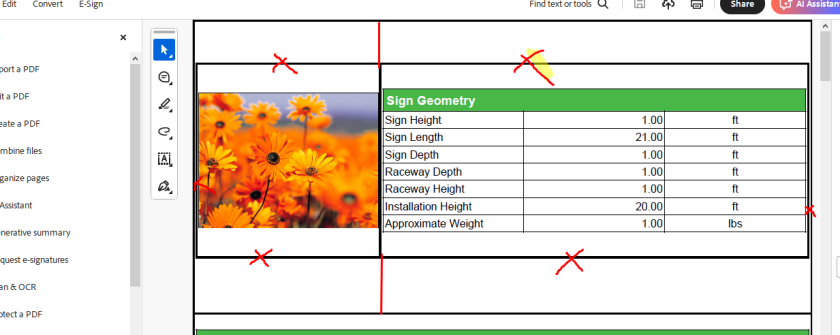 Edit Convert E-Sign Find text or tools Share AI Assistant
port a PDF
it a PDF
eate a PDF
mbine files
ganize pages
Assistant
nerative summary
quest e-signatures
an & OCR
otect a PDF
Sign Geometry
Sign Height 1.00 ft
Sign Length 21.00 ft
Sign Depth 1.00 ft
Raceway Depth 1.00 ft
Raceway Height 1.00 ft
Installation Height 20.00 ft
Approximate Weight 1.00 lbs